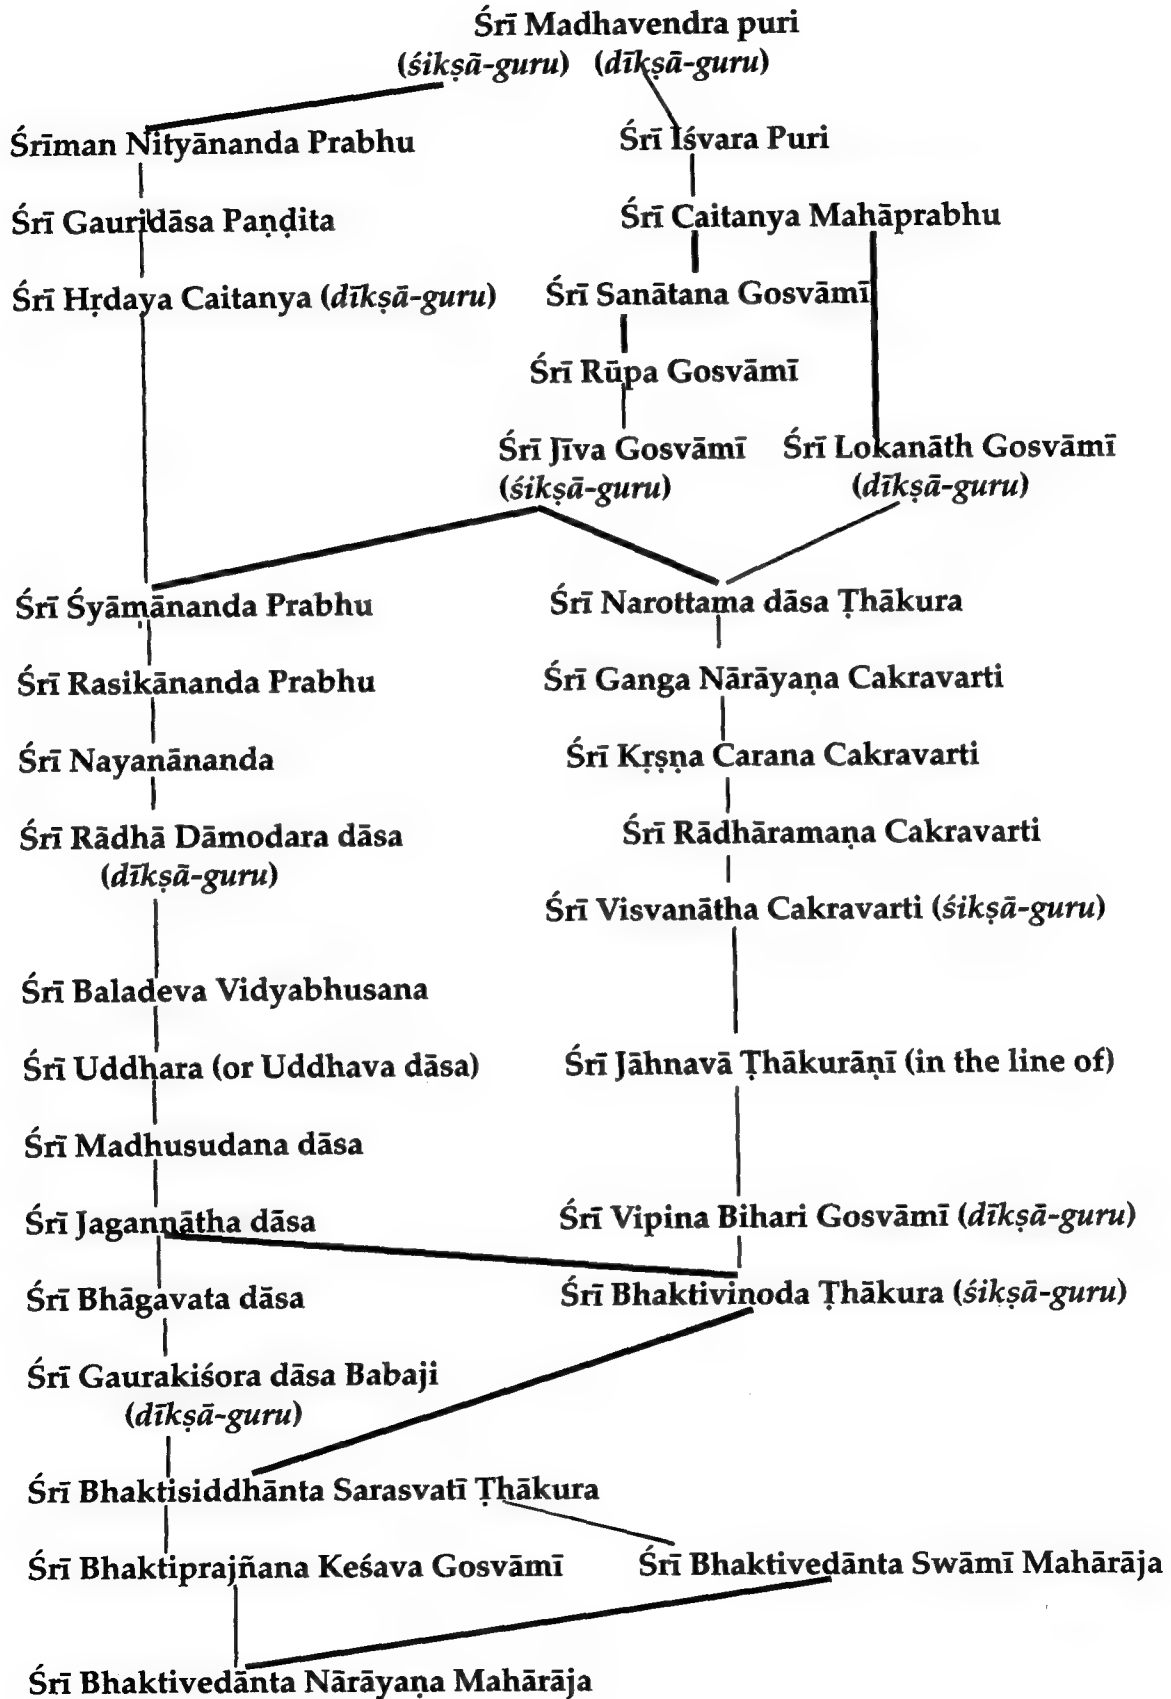 Śrī Madhavendra puri
(śikṣā-guru) (dīkṣā-guru)
Śrīman Nityānanda Prabhu
Śrī Iśvara Puri
Śrī Gauridāsa Paṇḍita
Śrī Caitanya Mahāprabhu
Śrī Hṛdaya Caitanya (dīkṣā-guru)
Śrī Sanātana Gosvāmī
Śrī Rūpa Gosvāmī
Śrī Jīva Gosvāmī
Śrī Lokanāth Gosvāmī
(śikṣā-guru)
(dīkṣā-guru)
Śrī Śyāmānanda Prabhu
Śrī Narottama dāsa Ṭhākura
Śrī Rasikānanda Prabhu
Śrī Ganga Nārāyaṇa Cakravarti
Śrī Nayanānanda
Śrī Kṛṣṇa Carana Cakravarti
Śrī Rādhā Dāmodara dāsa
(dīkṣā-guru)
Śrī Rādhāramaṇa Cakravarti
Śrī Visvanātha Cakravarti (śikṣā-guru)
Śrī Baladeva Vidyabhusana
Śrī Uddhara (or Uddhava dāsa)
Śrī Jāhnavā Ṭhākurāṇī (in the line of)
Śrī Madhusudana dāsa
Śrī Jagannātha dāsa
Śrī Vipina Bihari Gosvāmī (dīkṣā-guru)
Śrī Bhāgavata dāsa
Śrī Bhaktivinoda Ṭhākura (śikṣā-guru)
Śrī Gaurakiśora dāsa Babaji
(dīkṣā-guru)
Śrī Bhaktisiddhānta Sarasvatī Ṭhākura
Śrī Bhaktiprajñana Keśava Gosvāmī
Śrī Bhaktivedānta Swāmī Mahārāja
Śrī Bhaktivedānta Nārāyaṇa Mahārāja